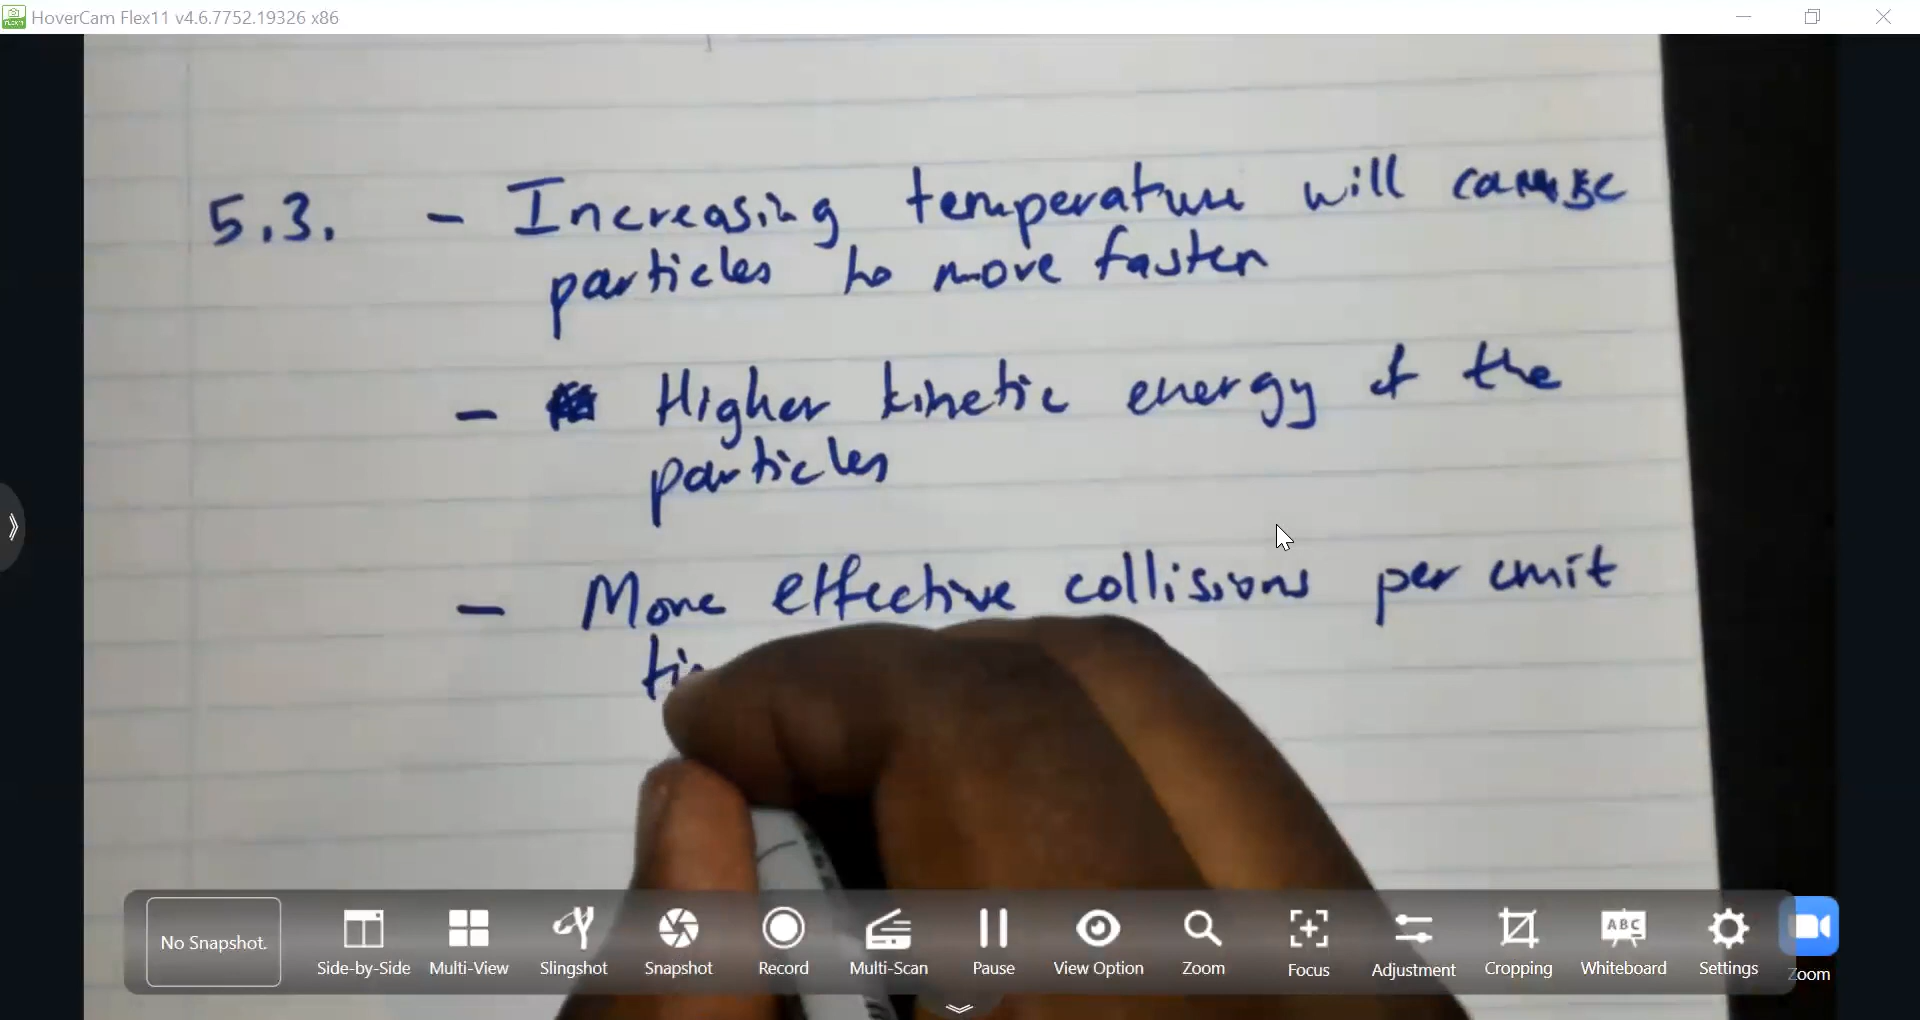 HoverCam Flex11 v4.6.7752.19326 x86
5.3. - Increasing temperature will cause
particles to move faster
- Higher kinetic energy of the
particles
- More effective collisions per unit
No Snapshot.
Side-by-Side Multi-View Slingshot Snapshot Record Multi-Scan Pause View Option Zoom Focus Adjustment Cropping ABC Whiteboard Settings Zoom